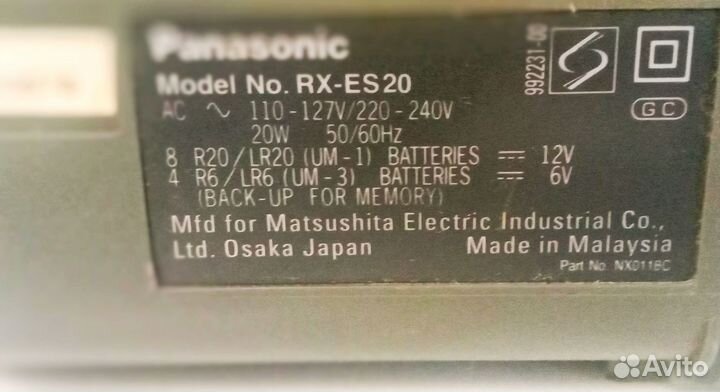 Panasonic
Model No. RX-ES20
AC ∿ 110-127V/220-240V
20W 50/60Hz
8 R20/LR20 (UM-1) BATTERIES ⎓ 12V
4 R6/LR6 (UM-3) BATTERIES ⎓ 6V
(BACK-UP FOR MEMORY)
Mfd for Matsushita Electric Industrial Co.,
Ltd. Osaka Japan Made in Malaysia
Part No. NX011BC
992231-00
GC
Avito